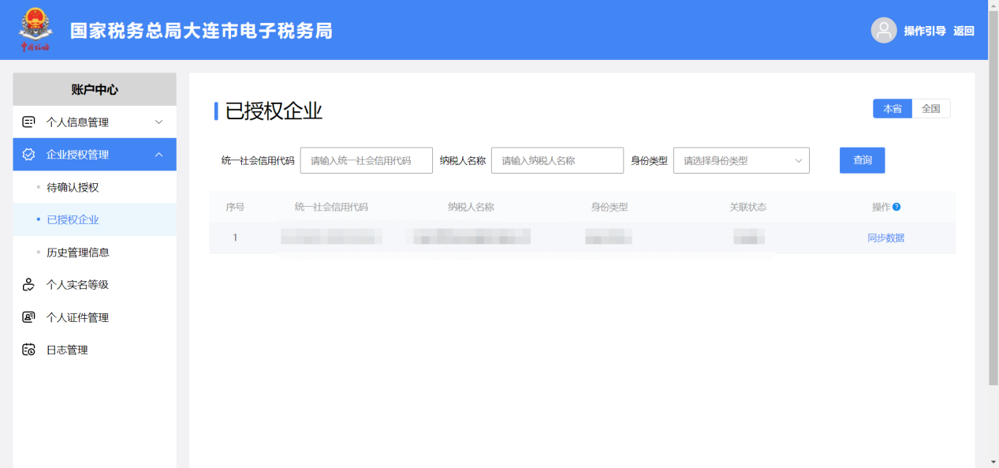 国家税务总局大连市电子税务局
操作引导 返回
账户中心
个人信息管理
企业授权管理
待确认授权
已授权企业
历史管理信息
个人实名等级
个人证件管理
日志管理
已授权企业
本省 全国
统一社会信用代码 请输入统一社会信用代码 纳税人名称 请输入纳税人名称 身份类型 请选择身份类型 查询
序号 统一社会信用代码 纳税人名称 身份类型 关联状态 操作
1 同步数据